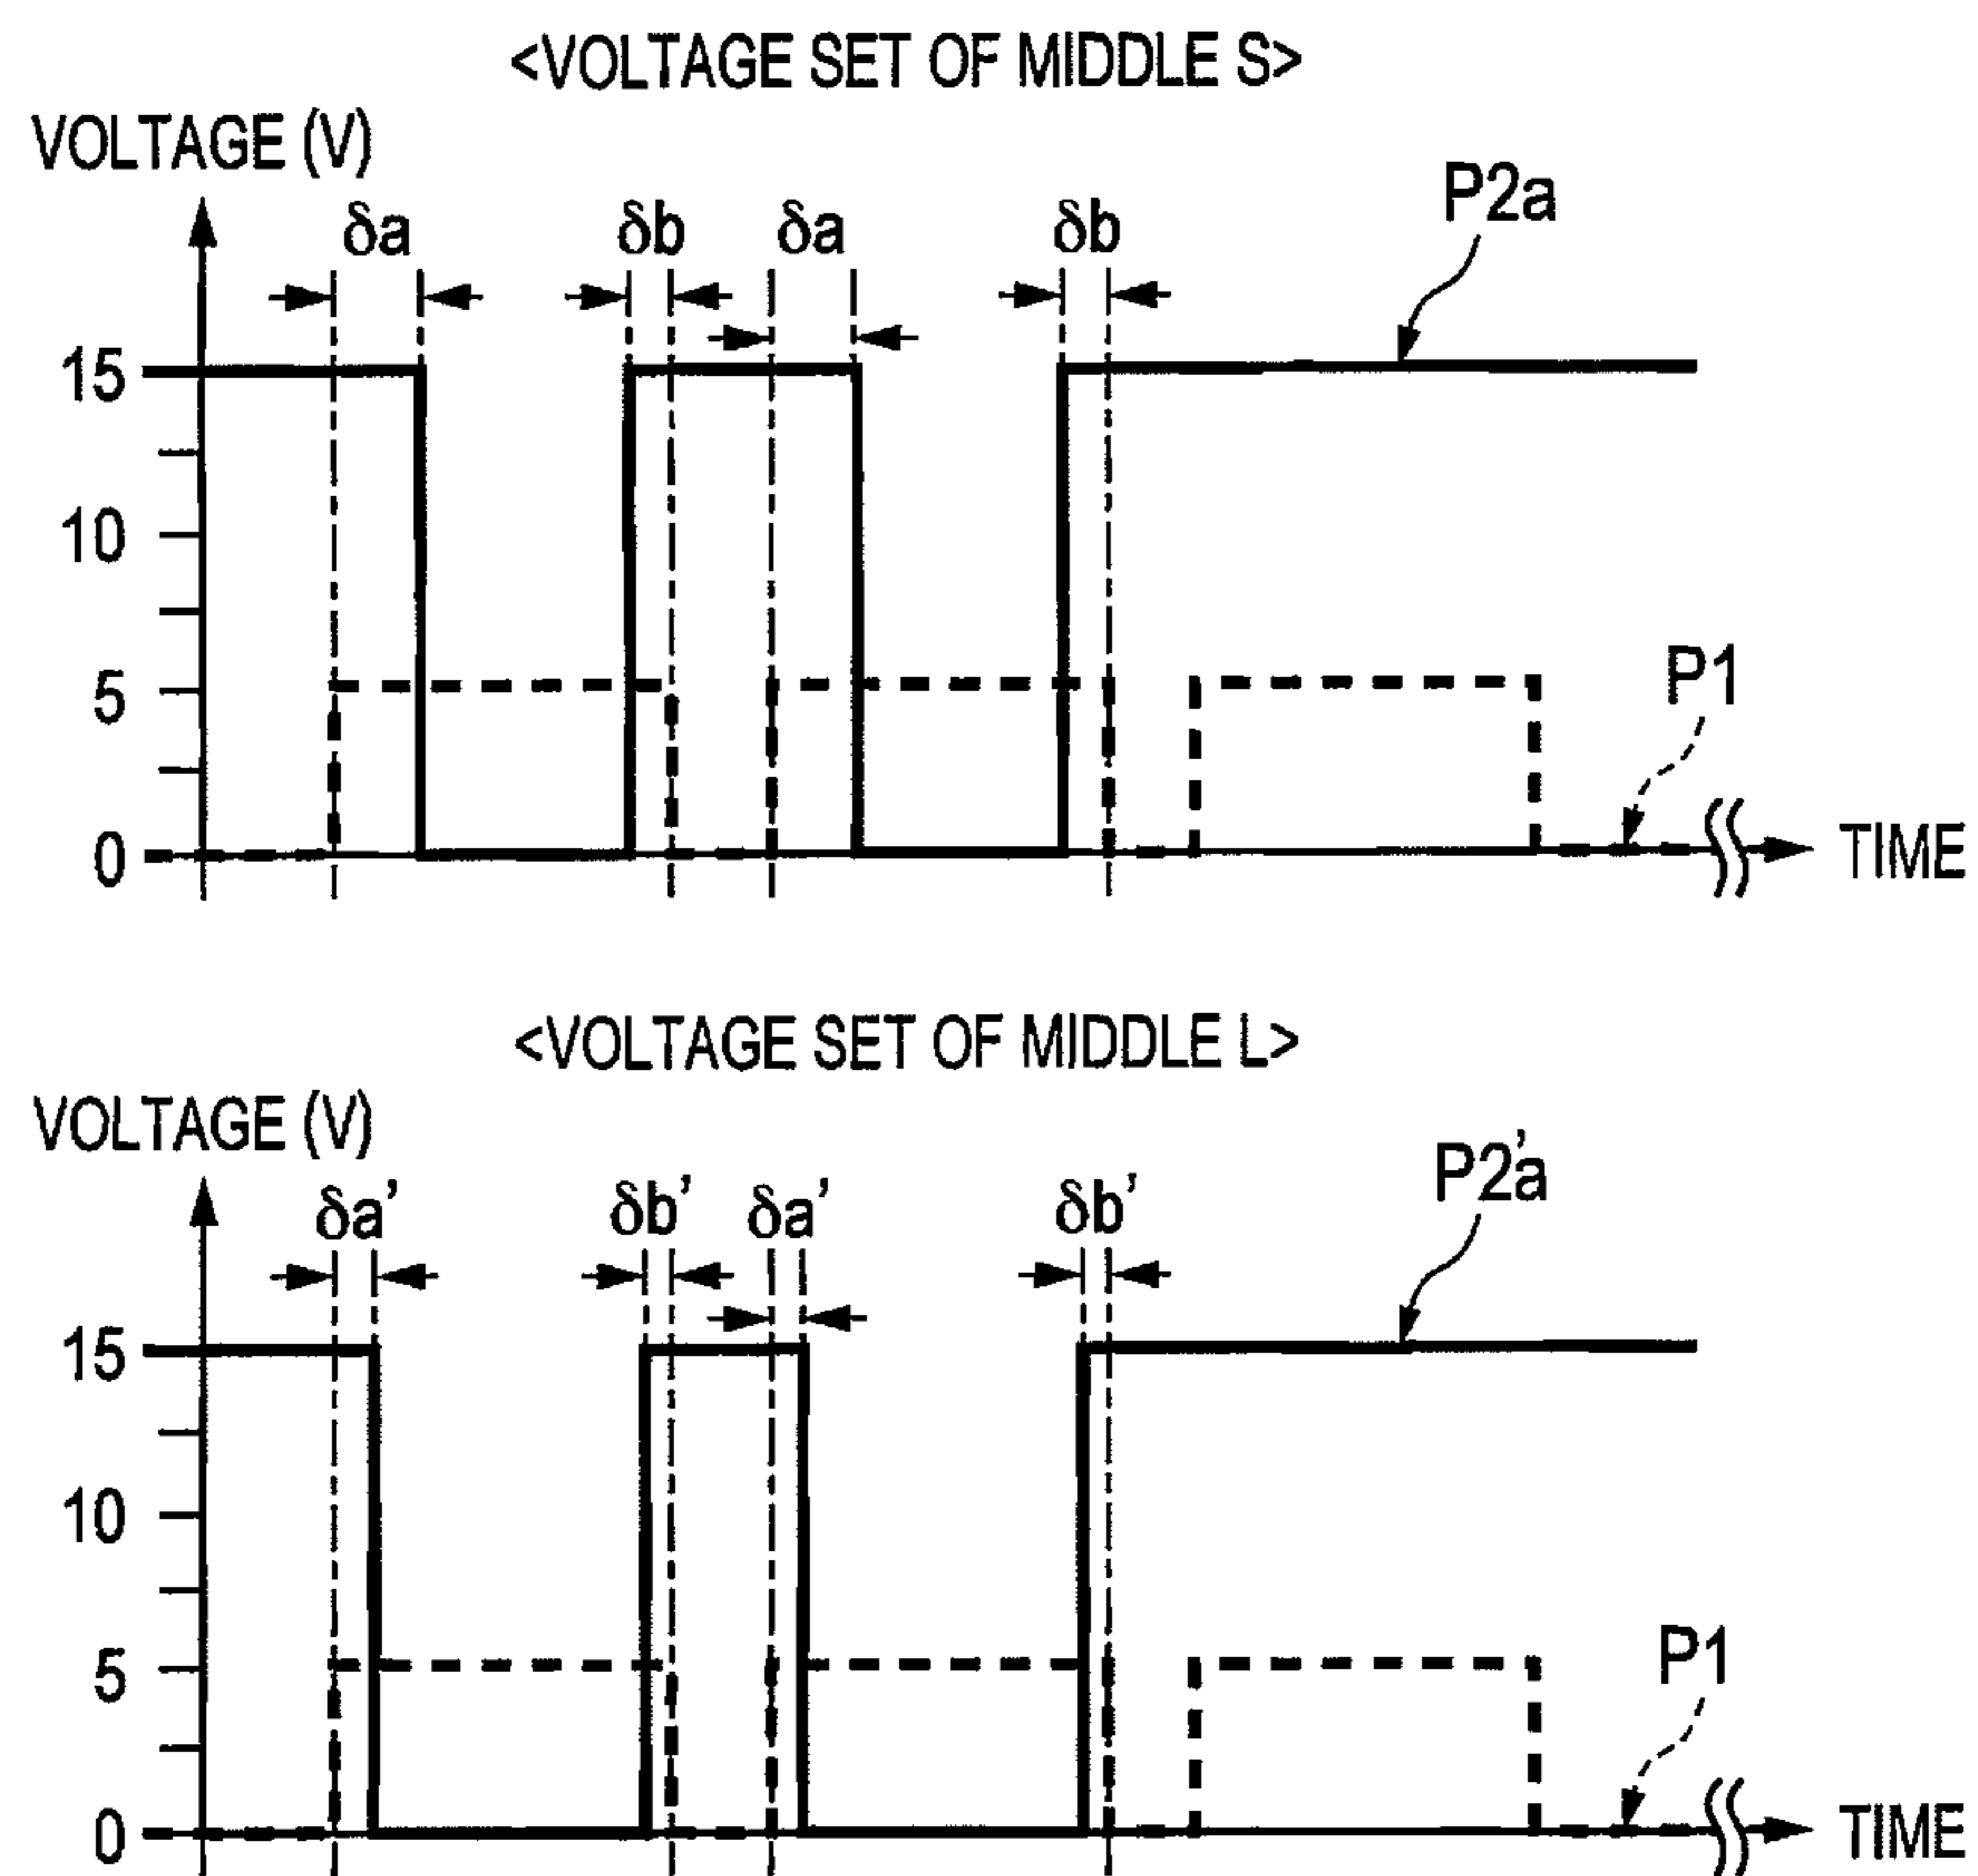 <VOLTAGE SET OF MIDDLE S>
VOLTAGE (V)
δa δb δa δb P2a
15
10
5
P1
0
TIME
<VOLTAGE SET OF MIDDLE L>
VOLTAGE (V)
δa’ δb’ δa’ δb’ P2’a
15
10
5
P1
0
TIME